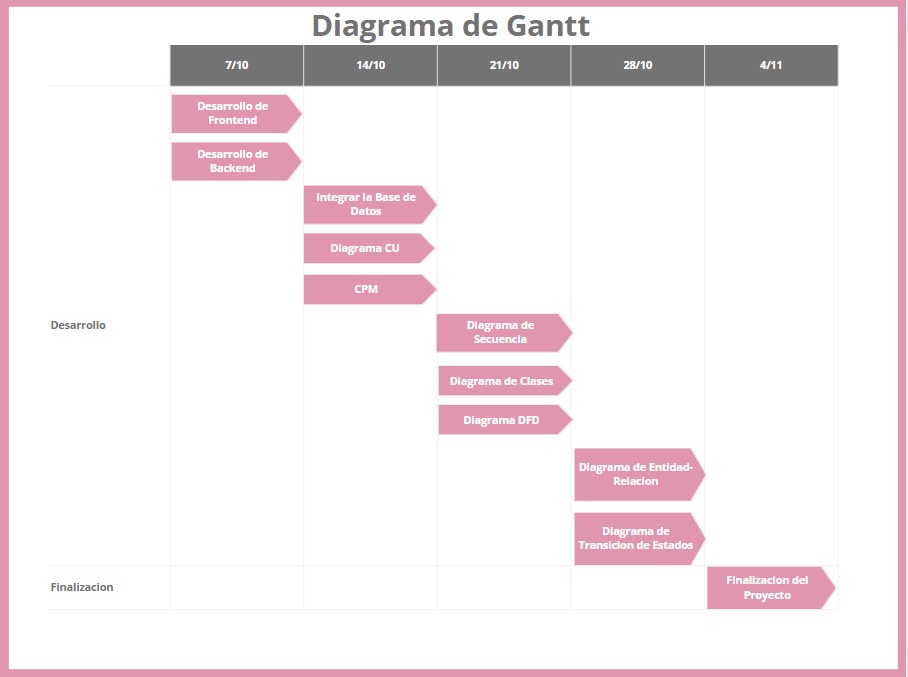 Diagrama de Gantt
7/10 14/10 21/10 28/10 4/11
Desarrollo de
Frontend
Desarrollo de
Backend
Integrar la Base de
Datos
Diagrama CU
CPM
Desarrollo
Diagrama de
Secuencia
Diagrama de Clases
Diagrama DFD
Diagrama de Entidad-
Relacion
Diagrama de
Transicion de Estados
Finalizacion
Finalizacion del
Proyecto